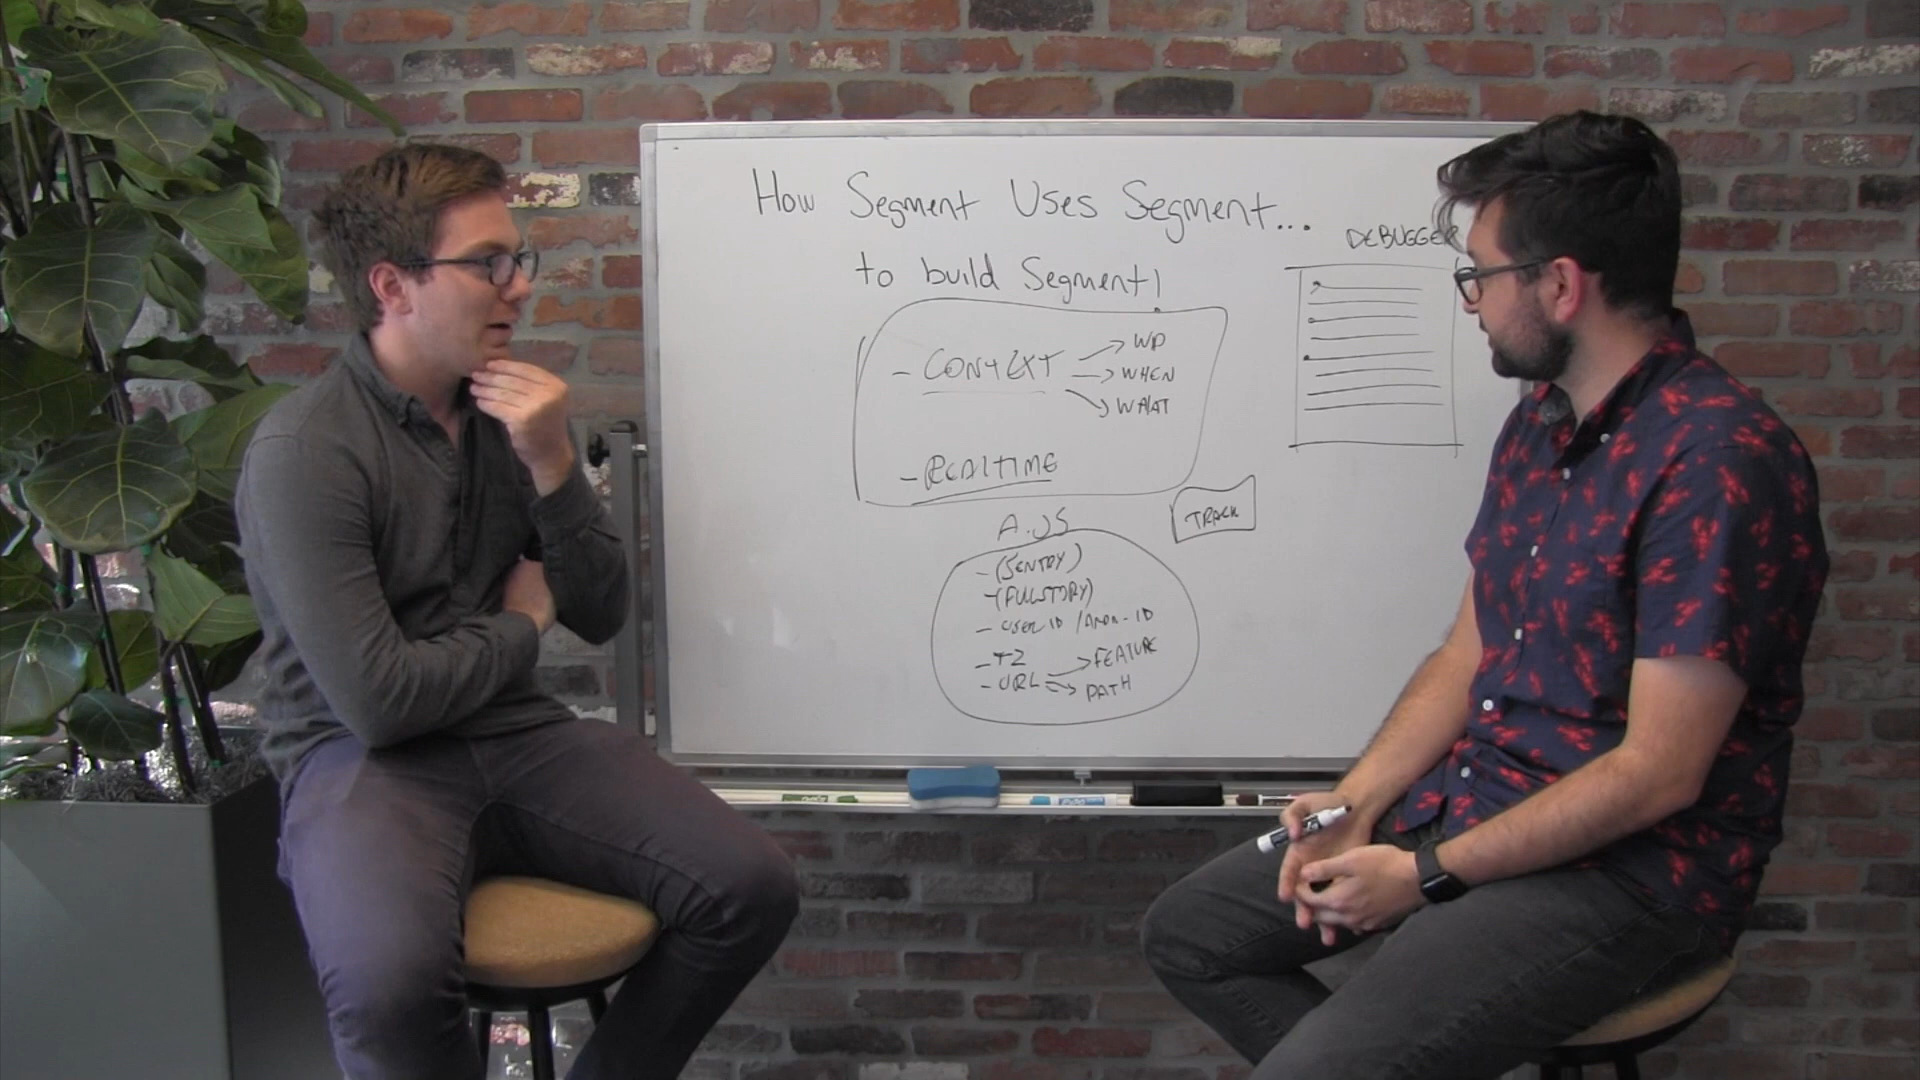 How Segment Uses Segment...
to build Segment!
DEBUGGER
- CONTEXT → WD
→ WHEN
→ WHAT
- REALTIME
TRACK
A.JS
- (SENTRY)
- (FULLSTORY)
- USER ID / ANON-ID
- TZ
- URL → FEATURE
→ PATH